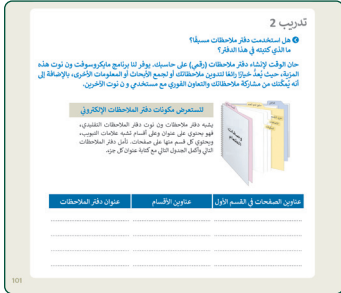 تدريب 2
هل استخدمت دفتر ملاحظات مسبقًا؟
ما الذي كتبته في هذا الدفتر؟
حان الوقت لإنشاء دفتر ملاحظات (رقمي) على حاسبك. يوفر لنا برنامج مايكروسوفت ون نوت هذه
المزية، حيث يُعدُّ خيارًا رائعًا لتدوين ملاحظاتك أو لجمع الأبحاث أو المعلومات الأخرى، بالإضافة إلى
أنه يُمكّنك من مشاركة ملاحظاتك والتعاون الفوري مع مستخدمي ون نوت الآخرين.
لنستعرض مكونات دفتر الملاحظات الإلكتروني
يشبه دفتر ملاحظات ون نوت دفتر الملاحظات التقليدي،
فهو يحتوي على عنوان وعلى أقسام تشبه علامات التبويب،
ويحتوي كل قسم منها على صفحات. تأمل دفتر الملاحظات
التالي وأكمل الجدول التالي مع كتابة عنوان كل جزء.
عناوين الصفحات في القسم الأول
عناوين الأقسام
عنوان دفتر الملاحظات
101